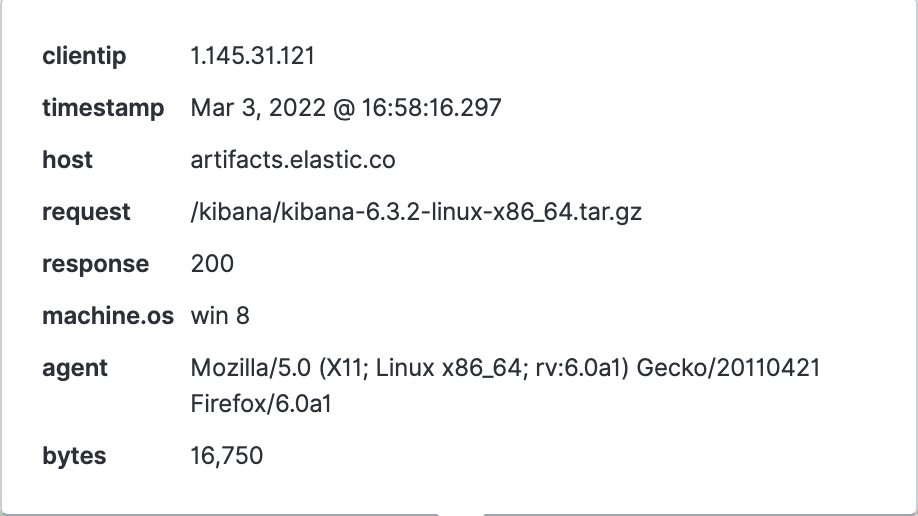 clientip 1.145.31.121
timestamp Mar 3, 2022 @ 16:58:16.297
host artifacts.elastic.co
request /kibana/kibana-6.3.2-linux-x86_64.tar.gz
response 200
machine.os win 8
agent Mozilla/5.0 (X11; Linux x86_64; rv:6.0a1) Gecko/20110421
Firefox/6.0a1
bytes 16,750